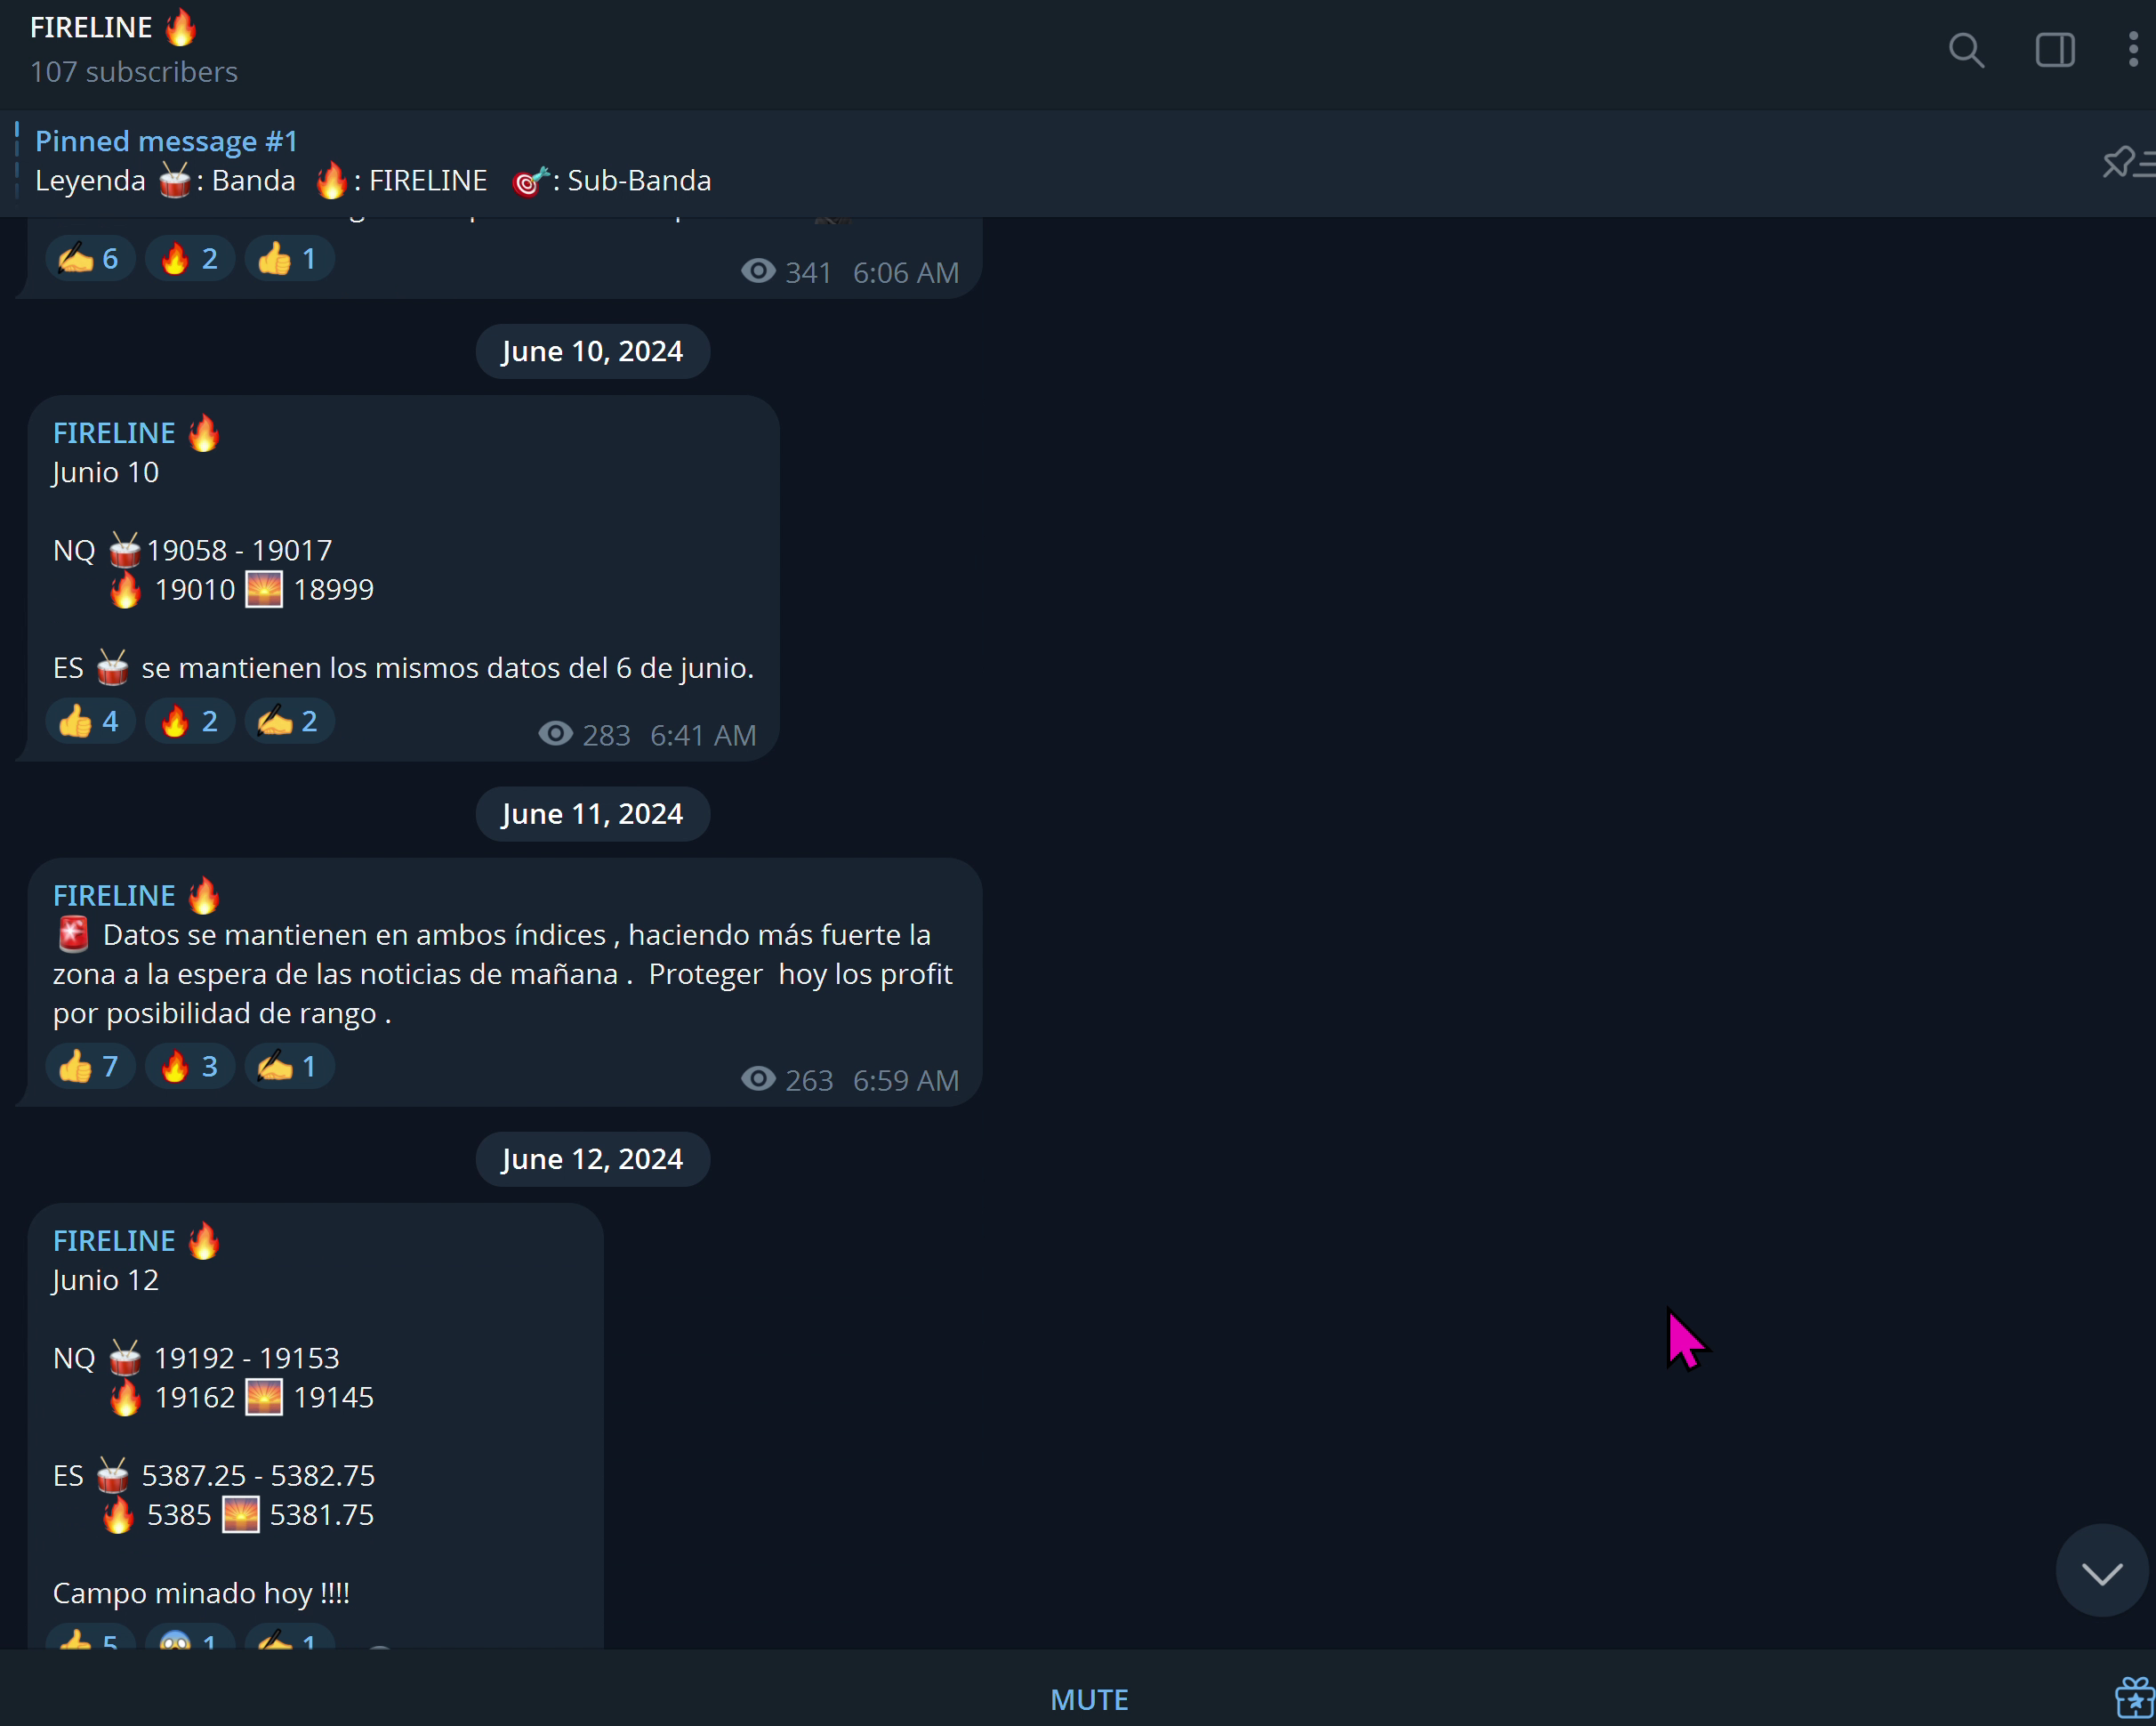 FIRELINE 🔥
107 subscribers
Pinned message #1
Leyenda 🥁: Banda 🔥: FIRELINE 🎯: Sub-Banda
✍️ 6 🔥 2 👍 1 341 6:06 AM
June 10, 2024
FIRELINE 🔥
Junio 10
NQ 🥁19058 - 19017
🔥 19010 🌅 18999
ES 🥁 se mantienen los mismos datos del 6 de junio.
👍 4 🔥 2 ✍️ 2 283 6:41 AM
June 11, 2024
FIRELINE 🔥
🚨 Datos se mantienen en ambos índices , haciendo más fuerte la
zona a la espera de las noticias de mañana . Proteger hoy los profit
por posibilidad de rango .
👍 7 🔥 3 ✍️ 1 263 6:59 AM
June 12, 2024
FIRELINE 🔥
Junio 12
NQ 🥁 19192 - 19153
🔥 19162 🌅 19145
ES 🥁 5387.25 - 5382.75
🔥 5385 🌅 5381.75
Campo minado hoy !!!!
👍 5 😱 1 ✍️ 1
MUTE